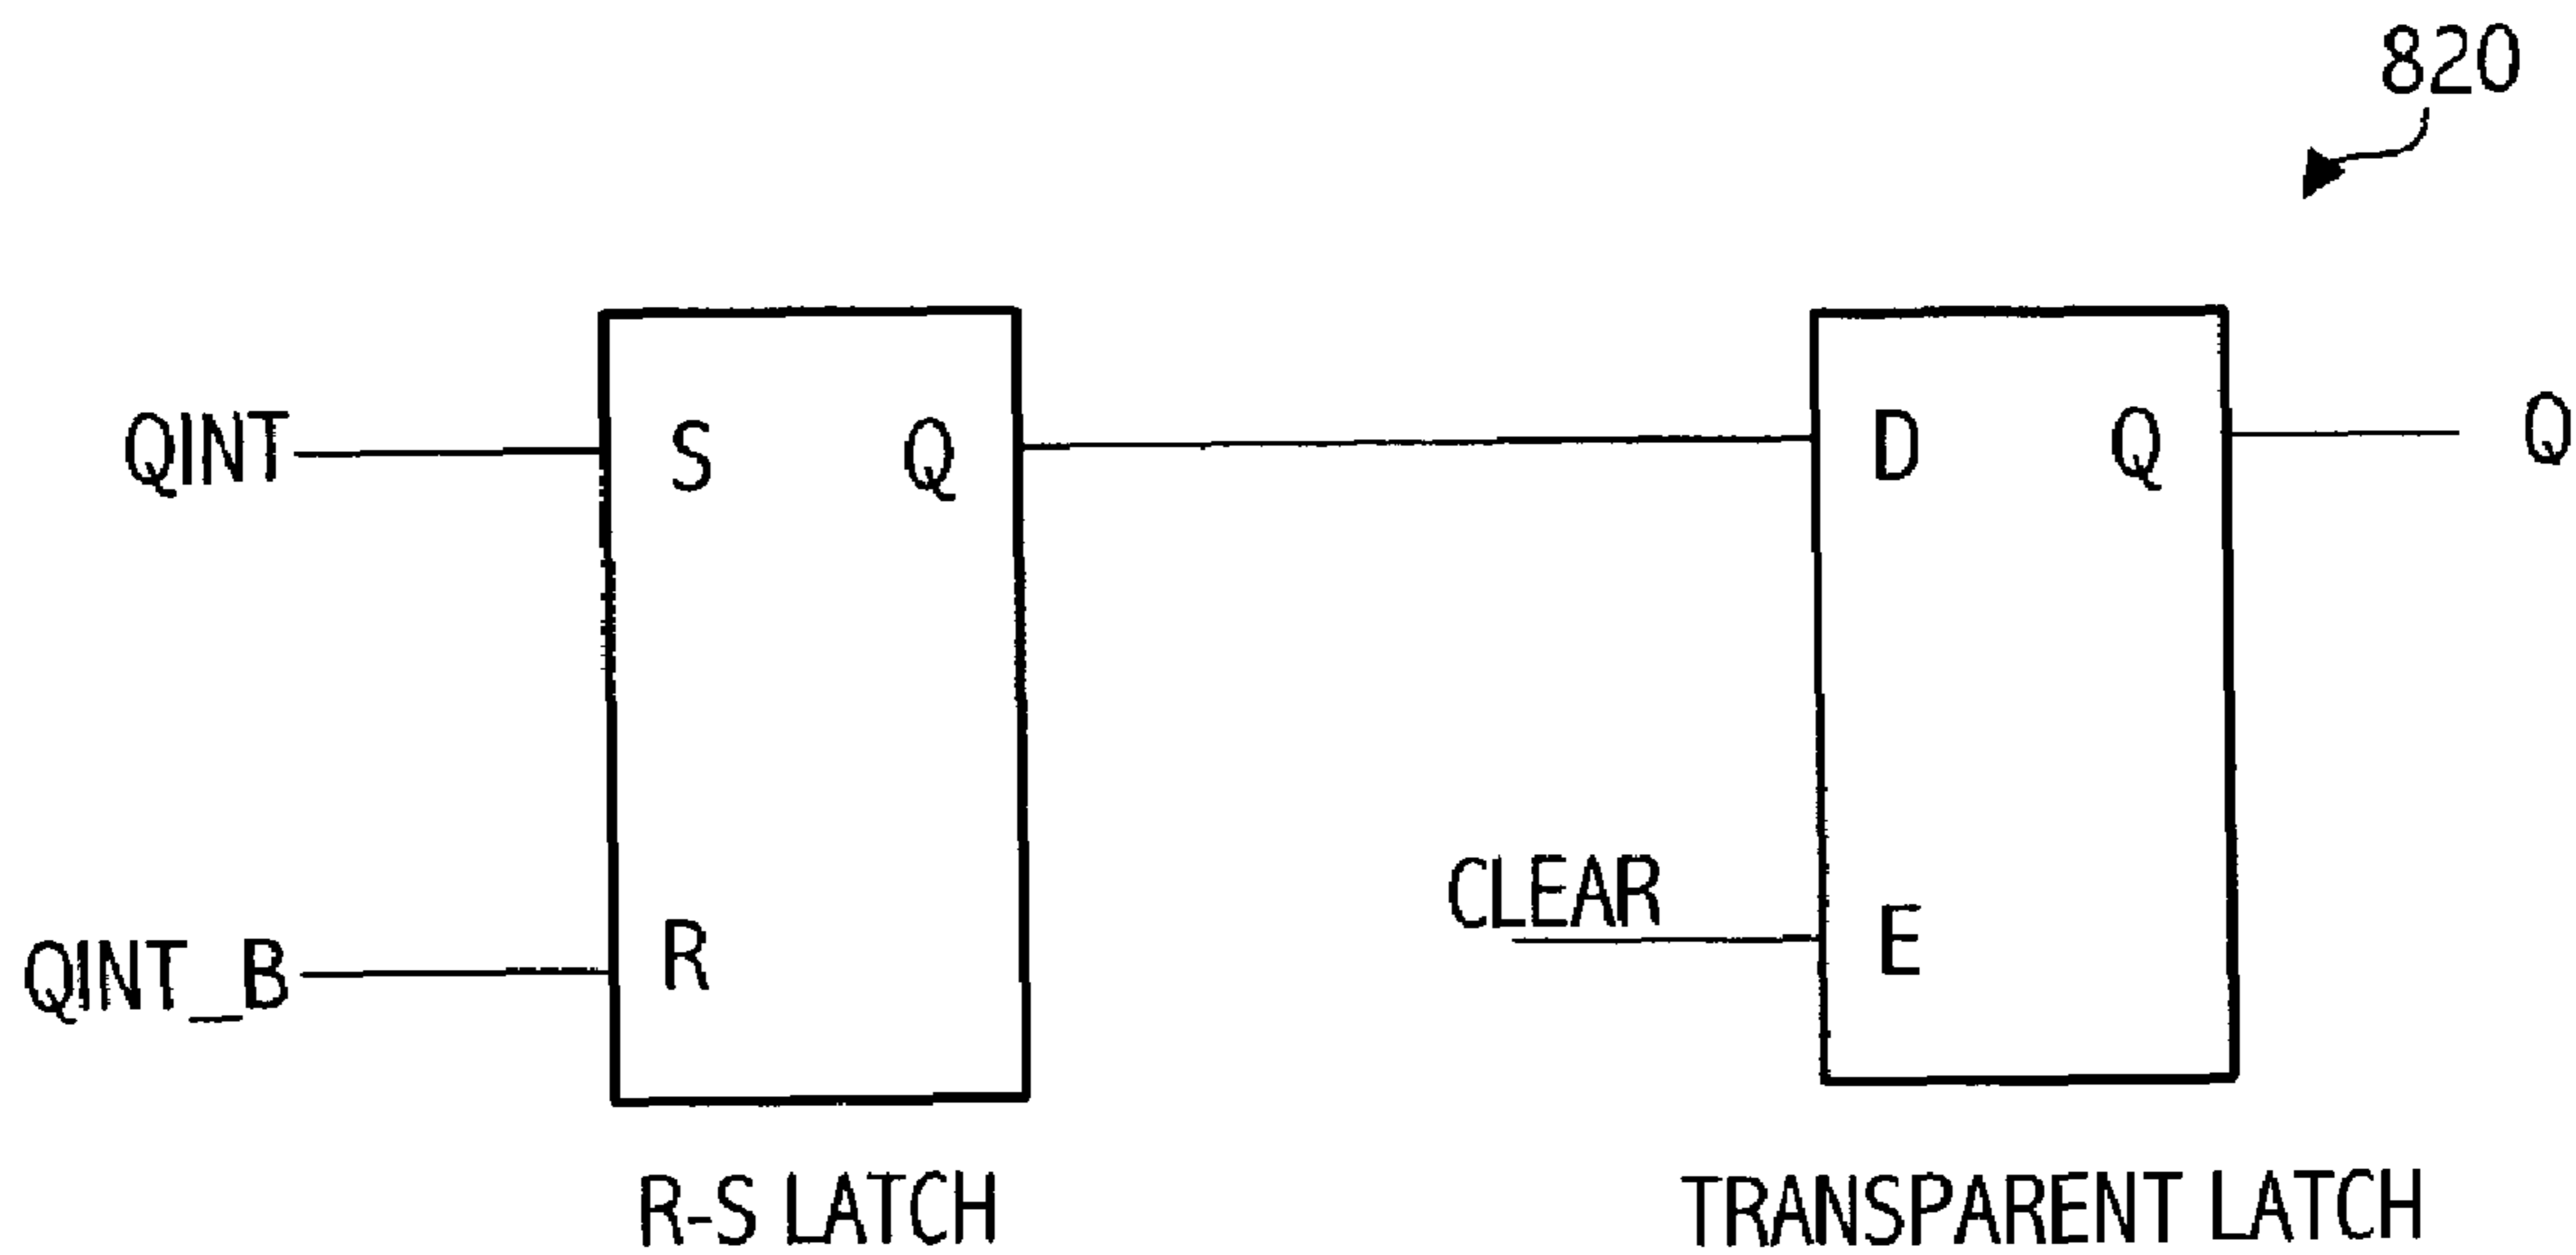 820
QINT
S
Q
D
Q
Q
CLEAR
QINT_B
R
E
R-S LATCH
TRANSPARENT LATCH